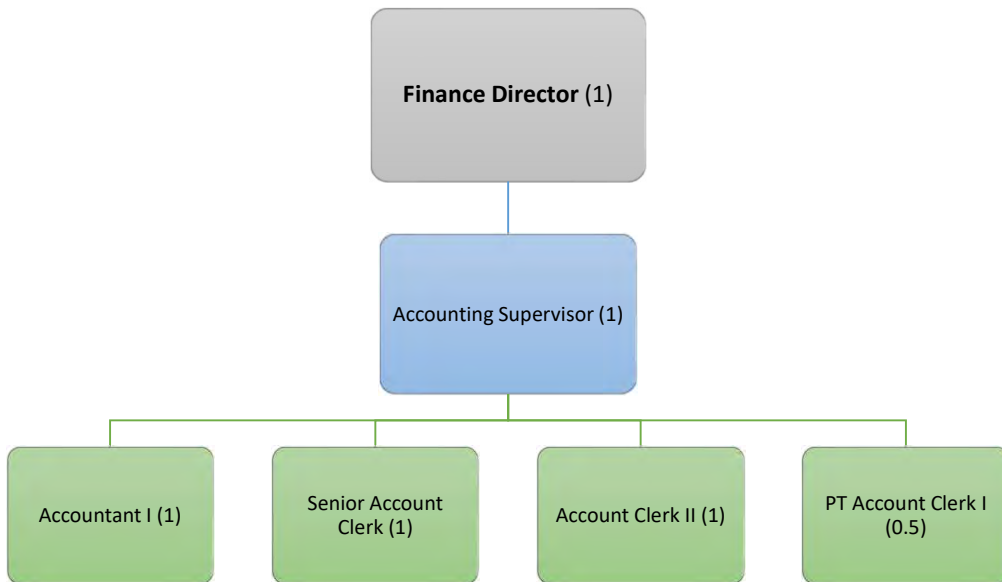 Finance Director (1)
Accounting Supervisor (1)
Accountant I (1)
Senior Account
Clerk (1)
Account Clerk II (1)
PT Account Clerk I
(0.5)